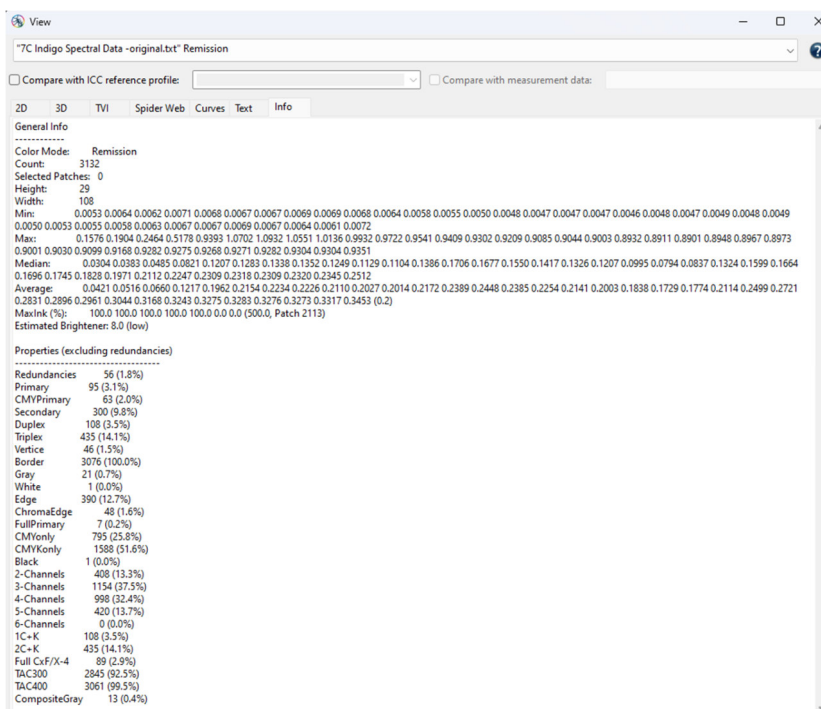 View
"7C Indigo Spectral Data -original.txt" Remission
Compare with ICC reference profile:
Compare with measurement data:
2D 3D TVI Spider Web Curves Text Info
General Info
------------
Color Mode: Remission
Count: 3132
Selected Patches: 0
Height: 29
Width: 108
Min: 0.0053 0.0064 0.0062 0.0071 0.0068 0.0067 0.0067 0.0069 0.0069 0.0068 0.0064 0.0058 0.0055 0.0050 0.0048 0.0047 0.0047 0.0047 0.0046 0.0048 0.0047 0.0049 0.0048 0.0049
0.0050 0.0053 0.0055 0.0058 0.0063 0.0067 0.0067 0.0069 0.0067 0.0064 0.0061 0.0072
Max: 0.1576 0.1904 0.2464 0.5178 0.9393 1.0702 1.0932 1.0551 1.0136 0.9932 0.9722 0.9541 0.9409 0.9302 0.9209 0.9085 0.9044 0.9003 0.8932 0.8911 0.8901 0.8948 0.8967 0.8973
0.9001 0.9030 0.9099 0.9168 0.9282 0.9275 0.9268 0.9271 0.9282 0.9304 0.9304 0.9351
Median: 0.0304 0.0383 0.0485 0.0821 0.1207 0.1283 0.1338 0.1352 0.1249 0.1129 0.1104 0.1386 0.1706 0.1677 0.1550 0.1417 0.1326 0.1207 0.0995 0.0794 0.0837 0.1324 0.1599 0.1664
0.1696 0.1745 0.1828 0.1971 0.2112 0.2247 0.2309 0.2318 0.2309 0.2320 0.2345 0.2512
Average: 0.0421 0.0516 0.0660 0.1217 0.1962 0.2154 0.2234 0.2226 0.2110 0.2027 0.2014 0.2172 0.2389 0.2448 0.2385 0.2254 0.2141 0.2003 0.1838 0.1729 0.1774 0.2114 0.2499 0.2721
0.2831 0.2896 0.2961 0.3044 0.3168 0.3243 0.3275 0.3283 0.3276 0.3273 0.3317 0.3453 (0.2)
MaxInk (%): 100.0 100.0 100.0 100.0 100.0 0.0 0.0 (500.0, Patch 2113)
Estimated Brightener: 8.0 (low)
Properties (excluding redundancies)
-----------------------------------
Redundancies 56 (1.8%)
Primary 95 (3.1%)
CMYPrimary 63 (2.0%)
Secondary 300 (9.8%)
Duplex 108 (3.5%)
Triplex 435 (14.1%)
Vertice 46 (1.5%)
Border 3076 (100.0%)
Gray 21 (0.7%)
White 1 (0.0%)
Edge 390 (12.7%)
ChromaEdge 48 (1.6%)
FullPrimary 7 (0.2%)
CMYonly 795 (25.8%)
CMYKonly 1588 (51.6%)
Black 1 (0.0%)
2-Channels 408 (13.3%)
3-Channels 1154 (37.5%)
4-Channels 998 (32.4%)
5-Channels 420 (13.7%)
6-Channels 0 (0.0%)
1C+K 108 (3.5%)
2C+K 435 (14.1%)
Full CxF/X-4 89 (2.9%)
TAC300 2845 (92.5%)
TAC400 3061 (99.5%)
CompositeGray 13 (0.4%)